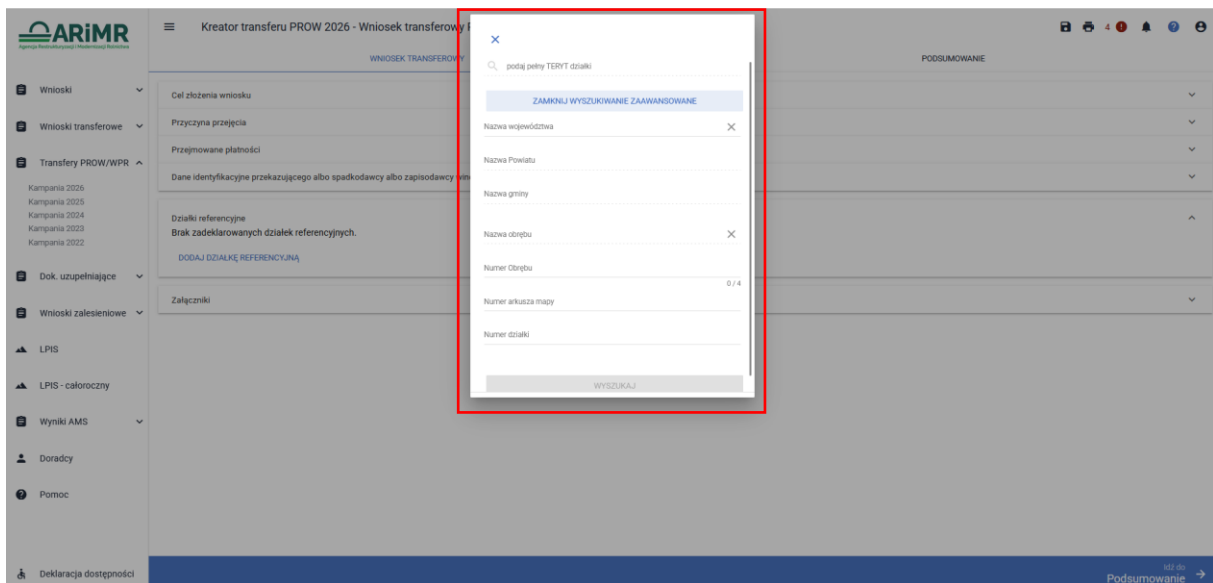 ARiMR
Agencja Restrukturyzacji i Modernizacji Rolnictwa
Kreator transferu PROW 2026 - Wniosek transferowy
4
WNIOSEK TRANSFEROWY
PODSUMOWANIE
Wnioski
Wnioski transferowe
Transfery PROW/WPR
Kampania 2026
Kampania 2025
Kampania 2024
Kampania 2023
Kampania 2022
Dok. uzupełniające
Wnioski zalesieniowe
LPIS
LPIS - całoroczny
Wyniki AMS
Doradcy
Pomoc
Deklaracja dostępności
Cel złożenia wniosku
Przyczyna przejęcia
Przejmowane płatności
Dane identyfikacyjne przekazującego albo spadkodawcy albo zapisodawcy win
Działki referencyjne
Brak zadeklarowanych działek referencyjnych.
DODAJ DZIAŁKĘ REFERENCYJNĄ
Załączniki
podaj pełny TERYT działki
ZAMKNIJ WYSZUKIWANIE ZAAWANSOWANE
Nazwa województwa
Nazwa Powiatu
Nazwa gminy
Nazwa obrębu
Numer Obrębu
0 / 4
Numer arkusza mapy
Numer działki
WYSZUKAJ
Idź do
Podsumowanie